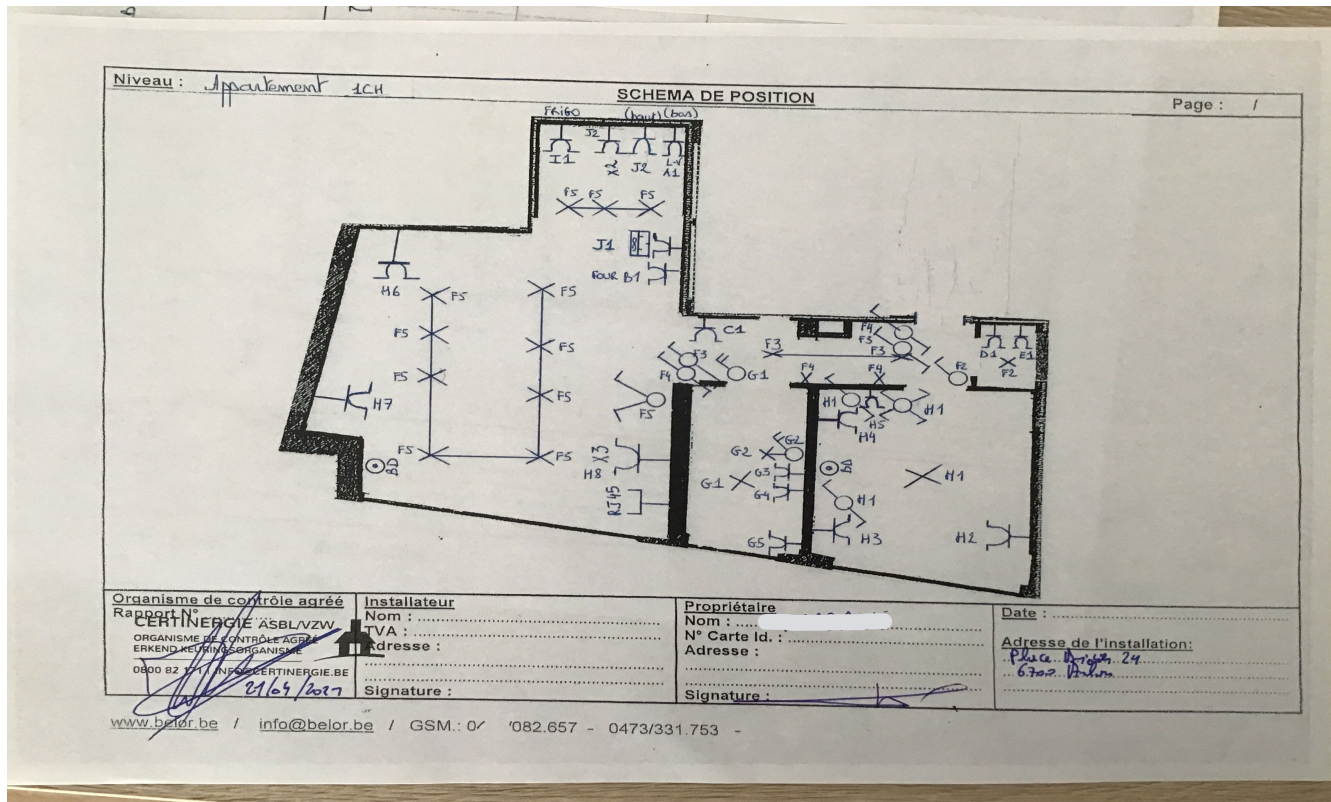 Niveau : Appartement 1CH
SCHEMA DE POSITION
Page : /
FRIGO
(haut) (bas)
J2
I1
X2
J2
L-V
A1
F5 F5 F5
J1
FOUR B1
H6
F5
F5
F5
F5
F5
F5
F5
F5
H7
BD
C1
F3
F4
G1
F5
F3
F4
F3
F3
F4
F4
D1
E1
F2
F2
X3
H8
RJ45
G2
G2
G1
G3
G4
G5
H1
H5
H4
H1
BD
H1
H1
H3
H2
Organisme de contrôle agréé
Rapport N°
CERTINERGIE ASBL/VZW
ORGANISME DE CONTRÔLE AGRÉÉ
ERKEND KEURINGSORGANISME
0800 82 171 / INFO@CERTINERGIE.BE
21/04/2021
Installateur
Nom :
TVA :
Adresse :
Signature :
Propriétaire
Nom :
N° Carte Id. :
Adresse :
Signature :
Date :
Adresse de l'installation:
Place 24
6700 Arlon
www.belor.be / info@belor.be / GSM.: 0/ '082.657 - 0473/331.753 -